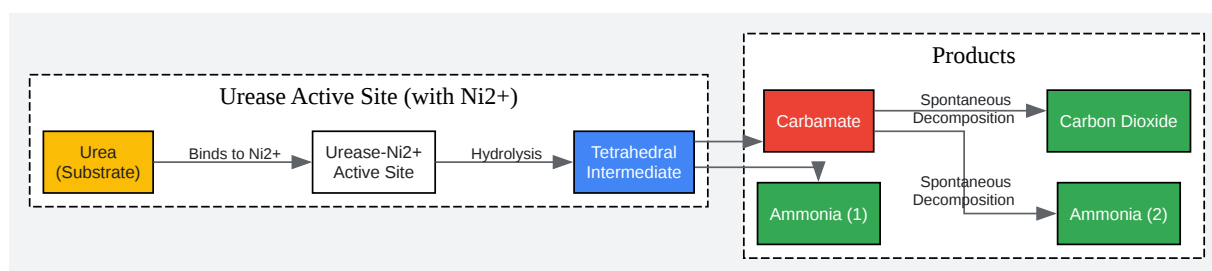 Products
Urease Active Site (with Ni2+)
Urea
(Substrate)
Binds to Ni2+
Urease-Ni2+
Active Site
Hydrolysis
Tetrahedral
Intermediate
Carbamate
Spontaneous
Decomposition
Carbon Dioxide
Ammonia (1)
Spontaneous
Decomposition
Ammonia (2)